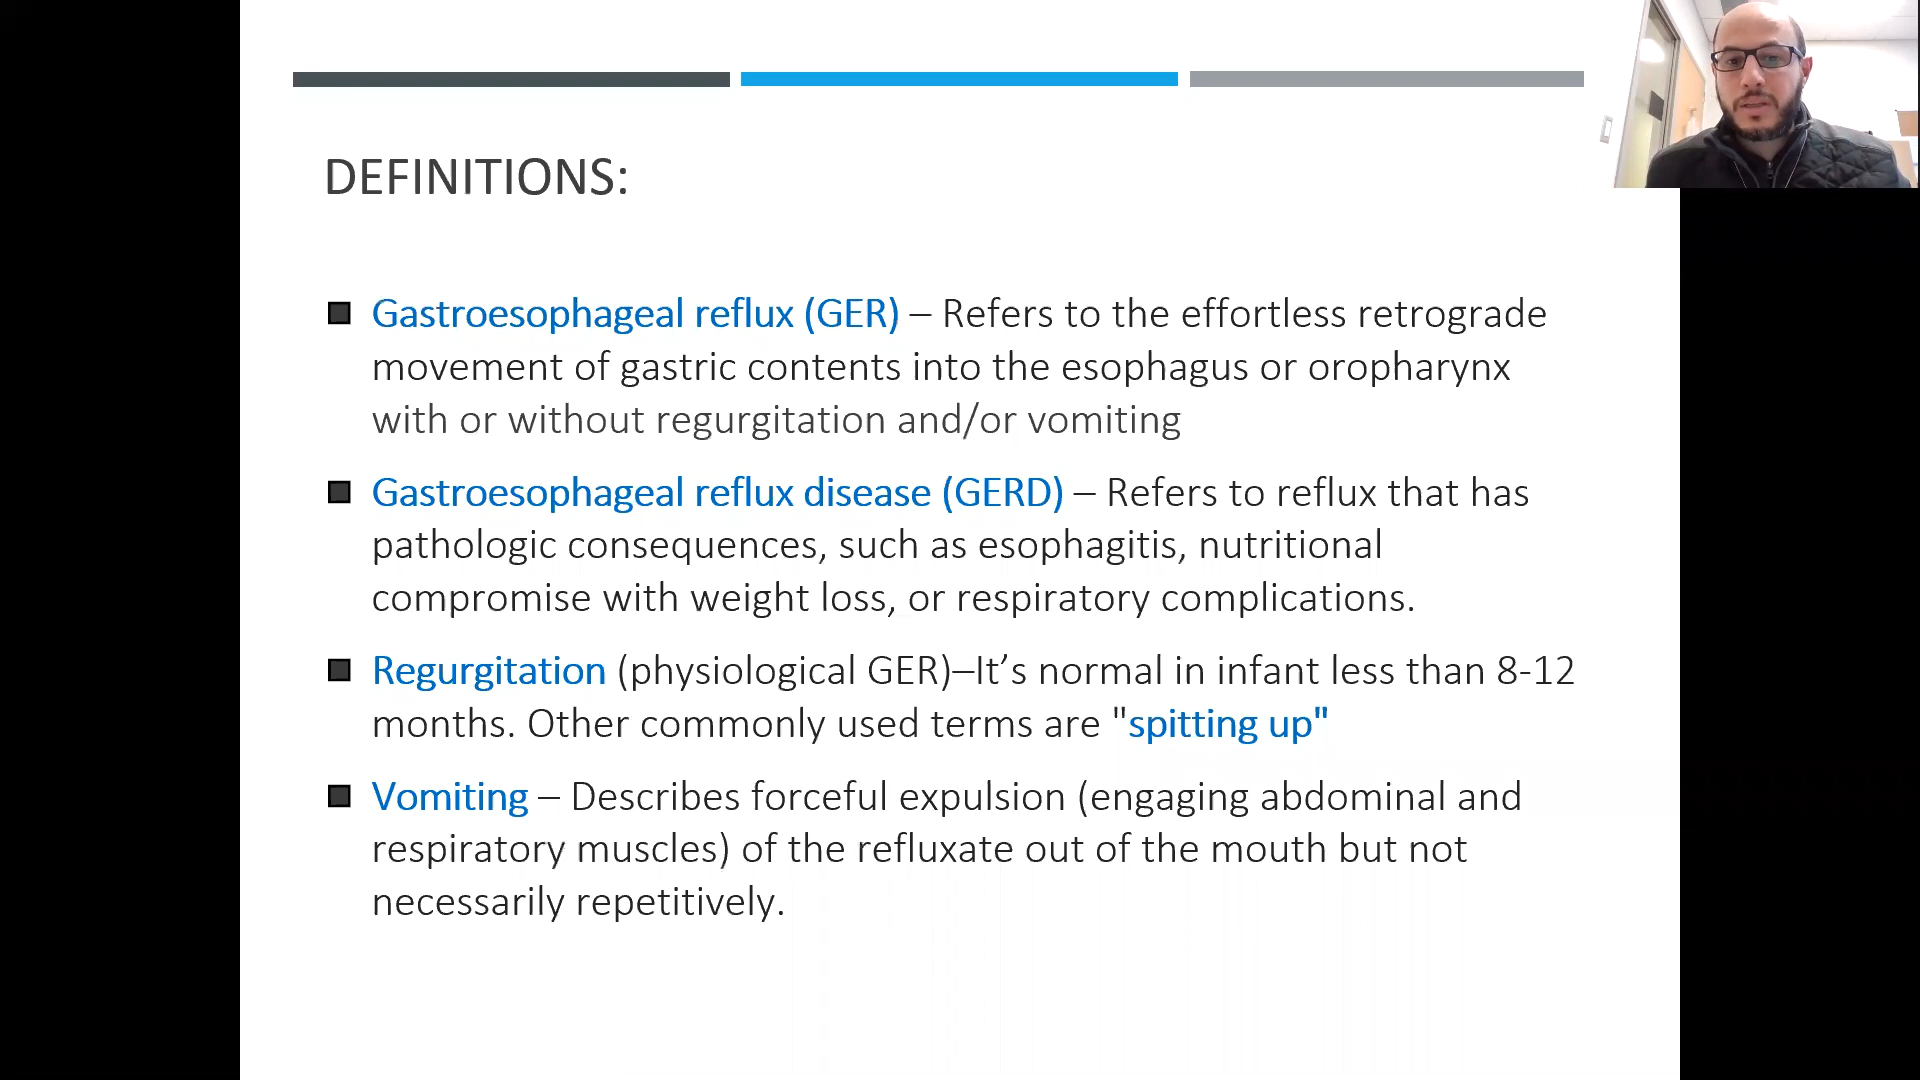 DEFINITIONS:
Gastroesophageal reflux (GER) – Refers to the effortless retrograde
movement of gastric contents into the esophagus or oropharynx
with or without regurgitation and/or vomiting
Gastroesophageal reflux disease (GERD) – Refers to reflux that has
pathologic consequences, such as esophagitis, nutritional
compromise with weight loss, or respiratory complications.
Regurgitation (physiological GER)–It’s normal in infant less than 8-12
months. Other commonly used terms are "spitting up"
Vomiting – Describes forceful expulsion (engaging abdominal and
respiratory muscles) of the refluxate out of the mouth but not
necessarily repetitively.